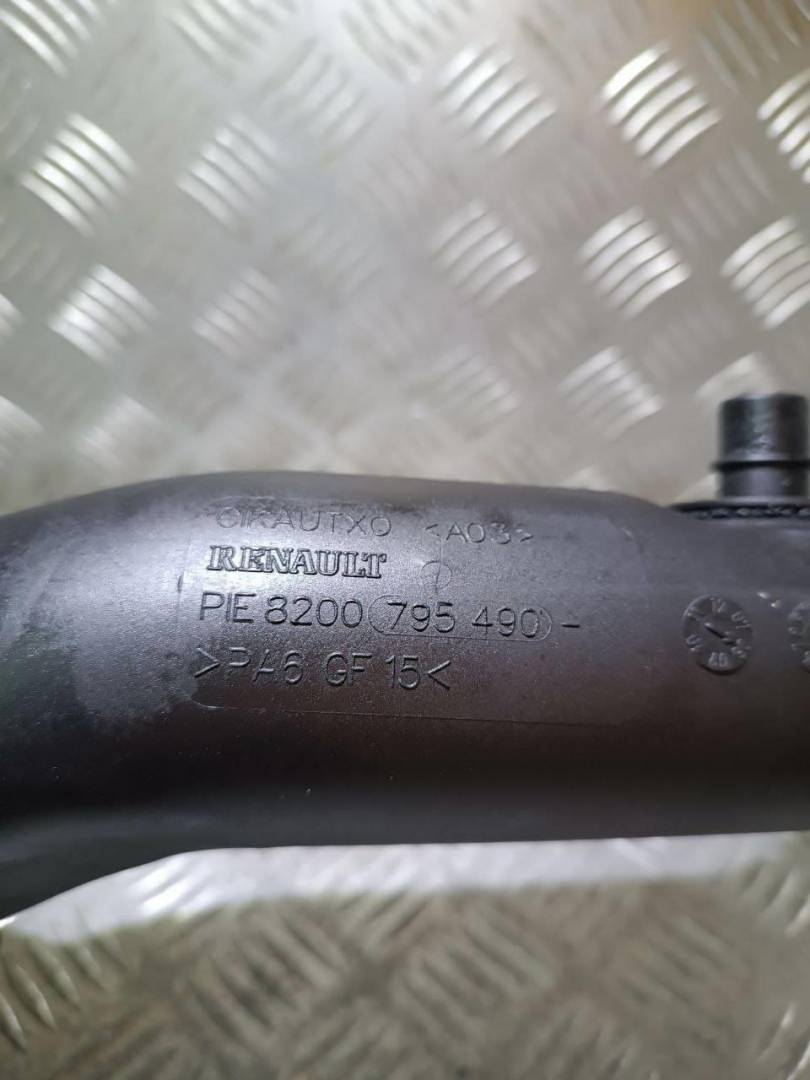 CIKAUTXO <A03>
RENAULT
PIE 8200 795 490 -
>PA6 GF 15<